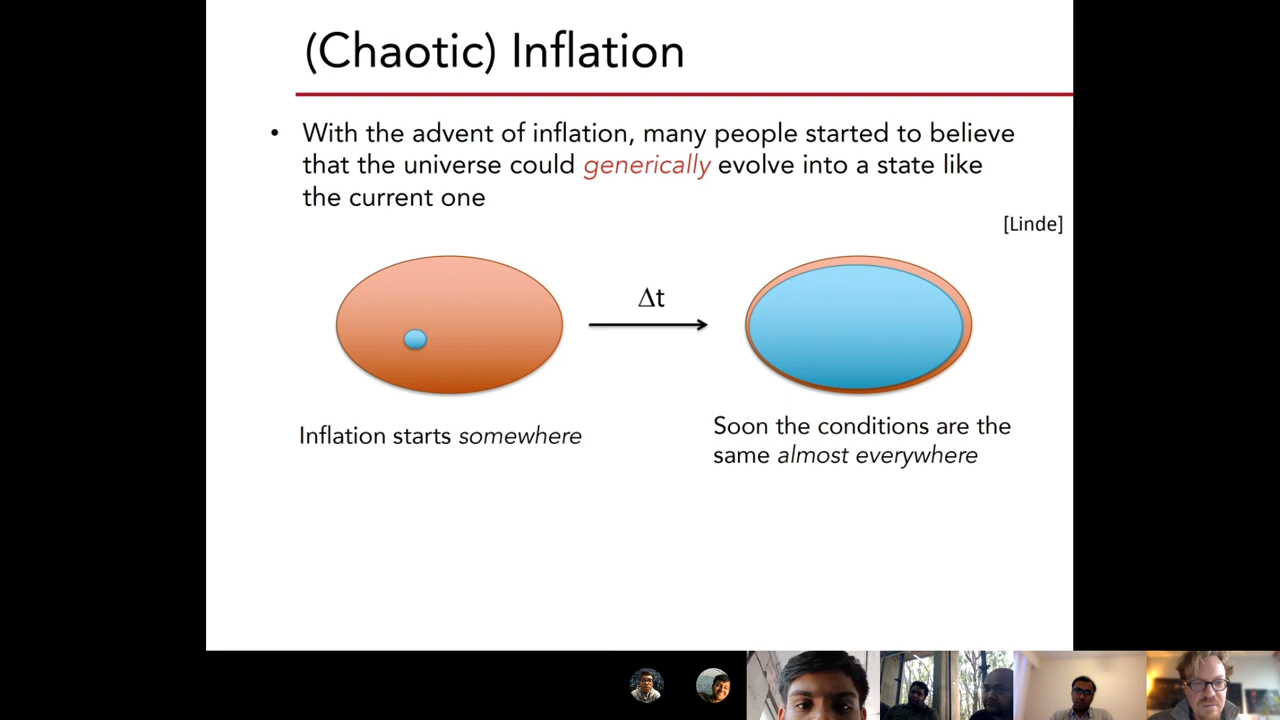 (Chaotic) Inflation
• With the advent of inflation, many people started to believe
that the universe could generically evolve into a state like
the current one
[Linde]
Δt
Inflation starts somewhere
Soon the conditions are the
same almost everywhere